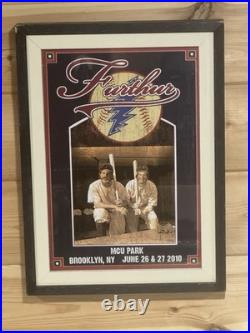 Furthur
MCU PARK
BROOKLYN, NY JUNE 26 & 27 2010